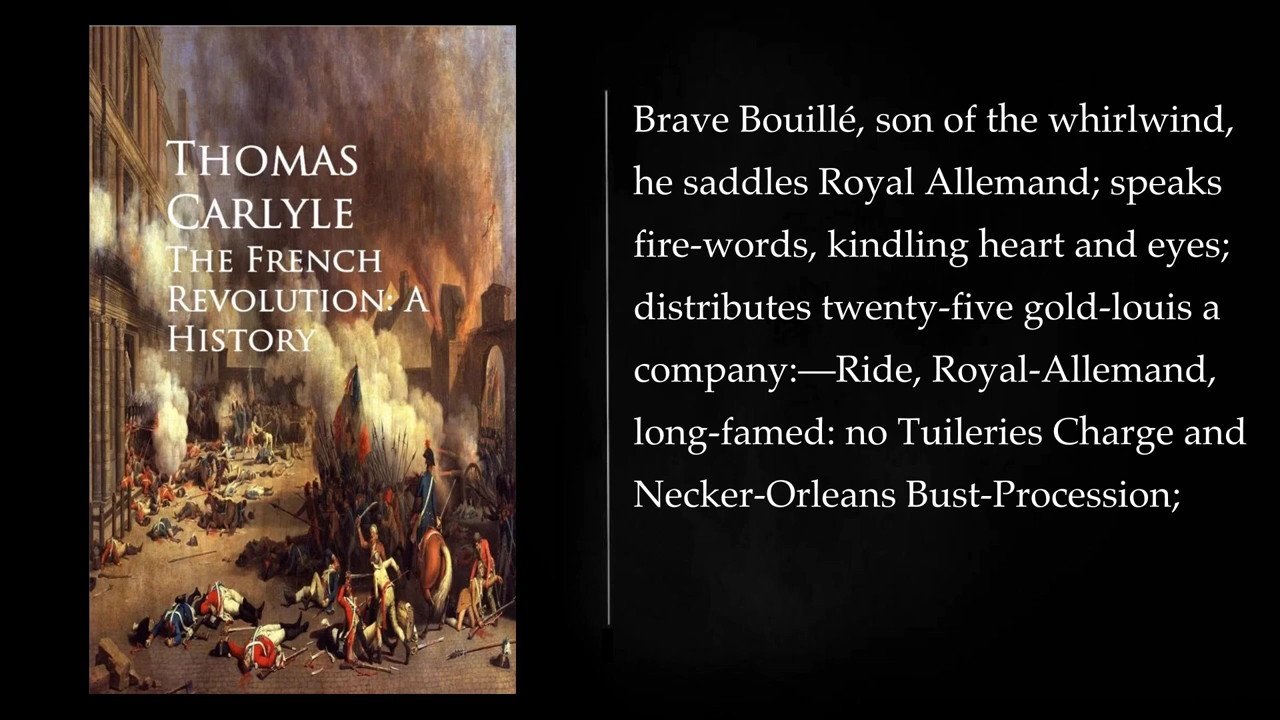 THOMAS
CARLYLE
THE FRENCH
REVOLUTION: A
HISTORY
Brave Bouillé, son of the whirlwind,
he saddles Royal Allemand; speaks
fire-words, kindling heart and eyes;
distributes twenty-five gold-louis a
company:—Ride, Royal-Allemand,
long-famed: no Tuileries Charge and
Necker-Orleans Bust-Procession;